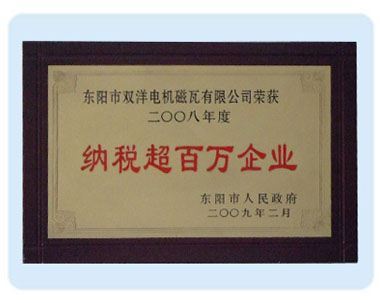 东阳市双洋电机磁瓦有限公司荣获
二〇〇八年度
纳税超百万企业
东阳市人民政府
二〇〇九年二月